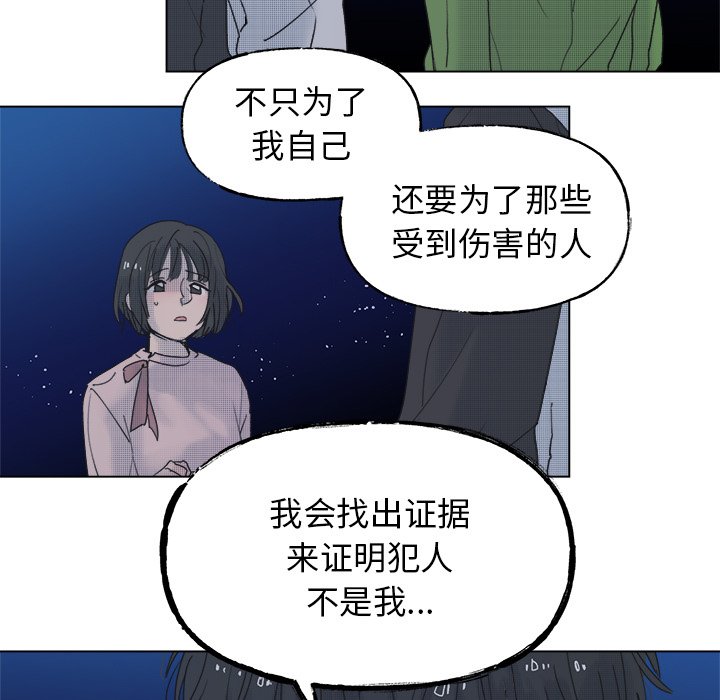 不只为了
我自己
还要为了那些
受到伤害的人
我会找出证据
来证明犯人
不是我...